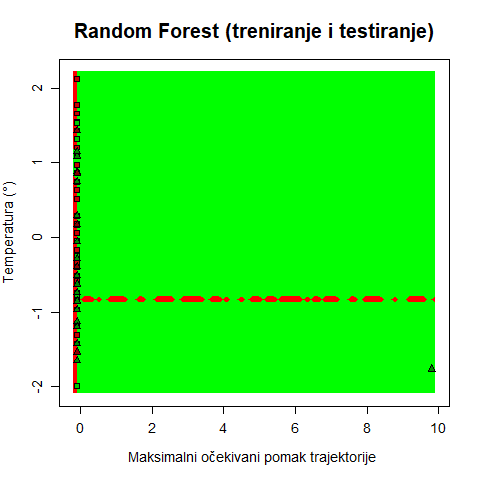 Random Forest (treniranje i testiranje)
Temperatura (°)
2
1
0
-1
-2
0 2 4 6 8 10
Maksimalni očekivani pomak trajektorije